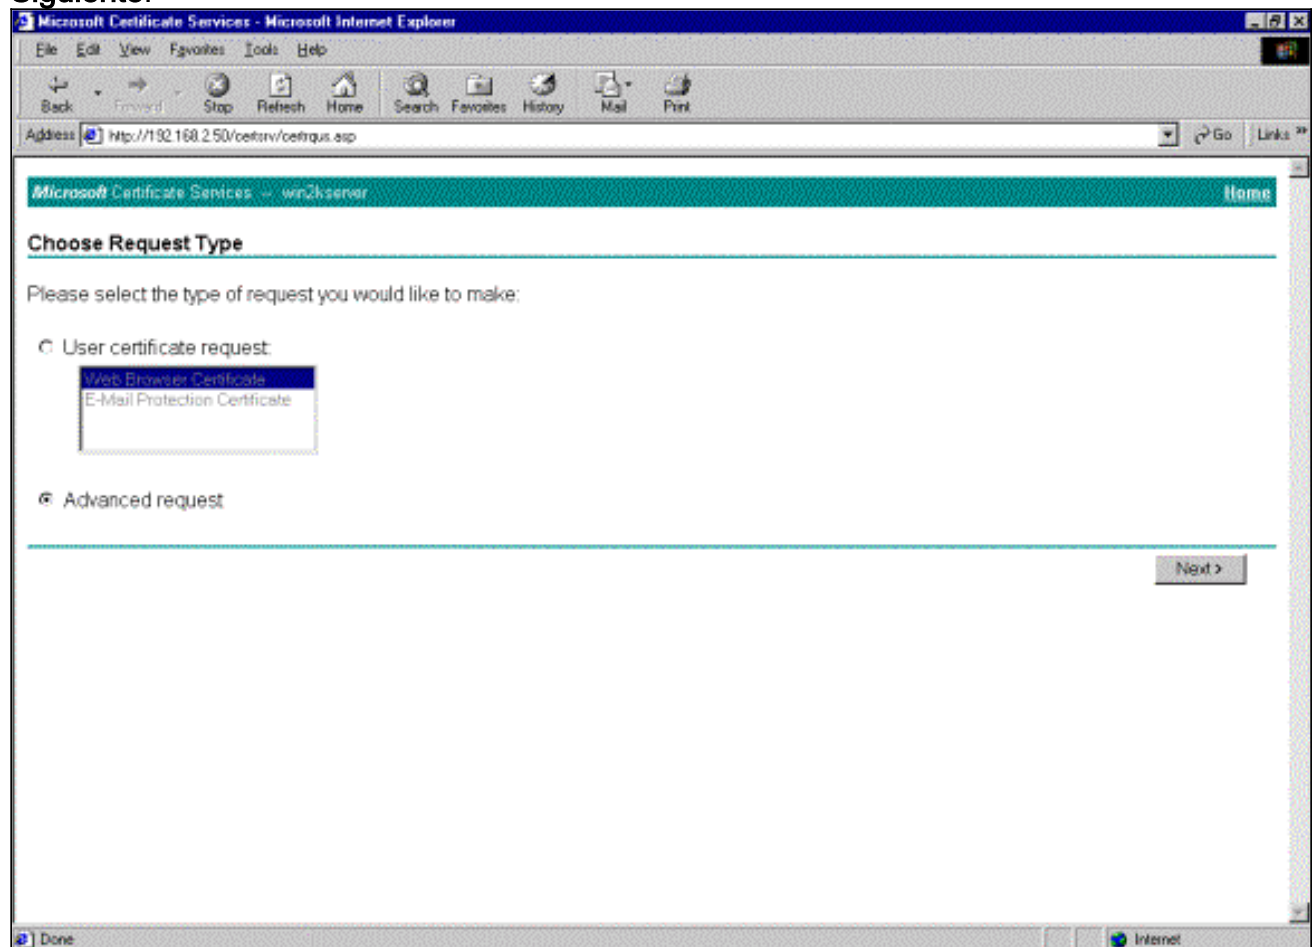 Siguiente.
Microsoft Certificate Services - Microsoft Internet Explorer
File Edit View Favorites Tools Help
Back Forward Stop Refresh Home Search Favorites History Mail Print
Address http://192.168.2.50/certsrv/certrqus.asp Go Links »
Microsoft Certificate Services -- win2kserver Home
Choose Request Type
Please select the type of request you would like to make:
User certificate request:
Web Browser Certificate
E-Mail Protection Certificate
Advanced request
Next >
Done Internet